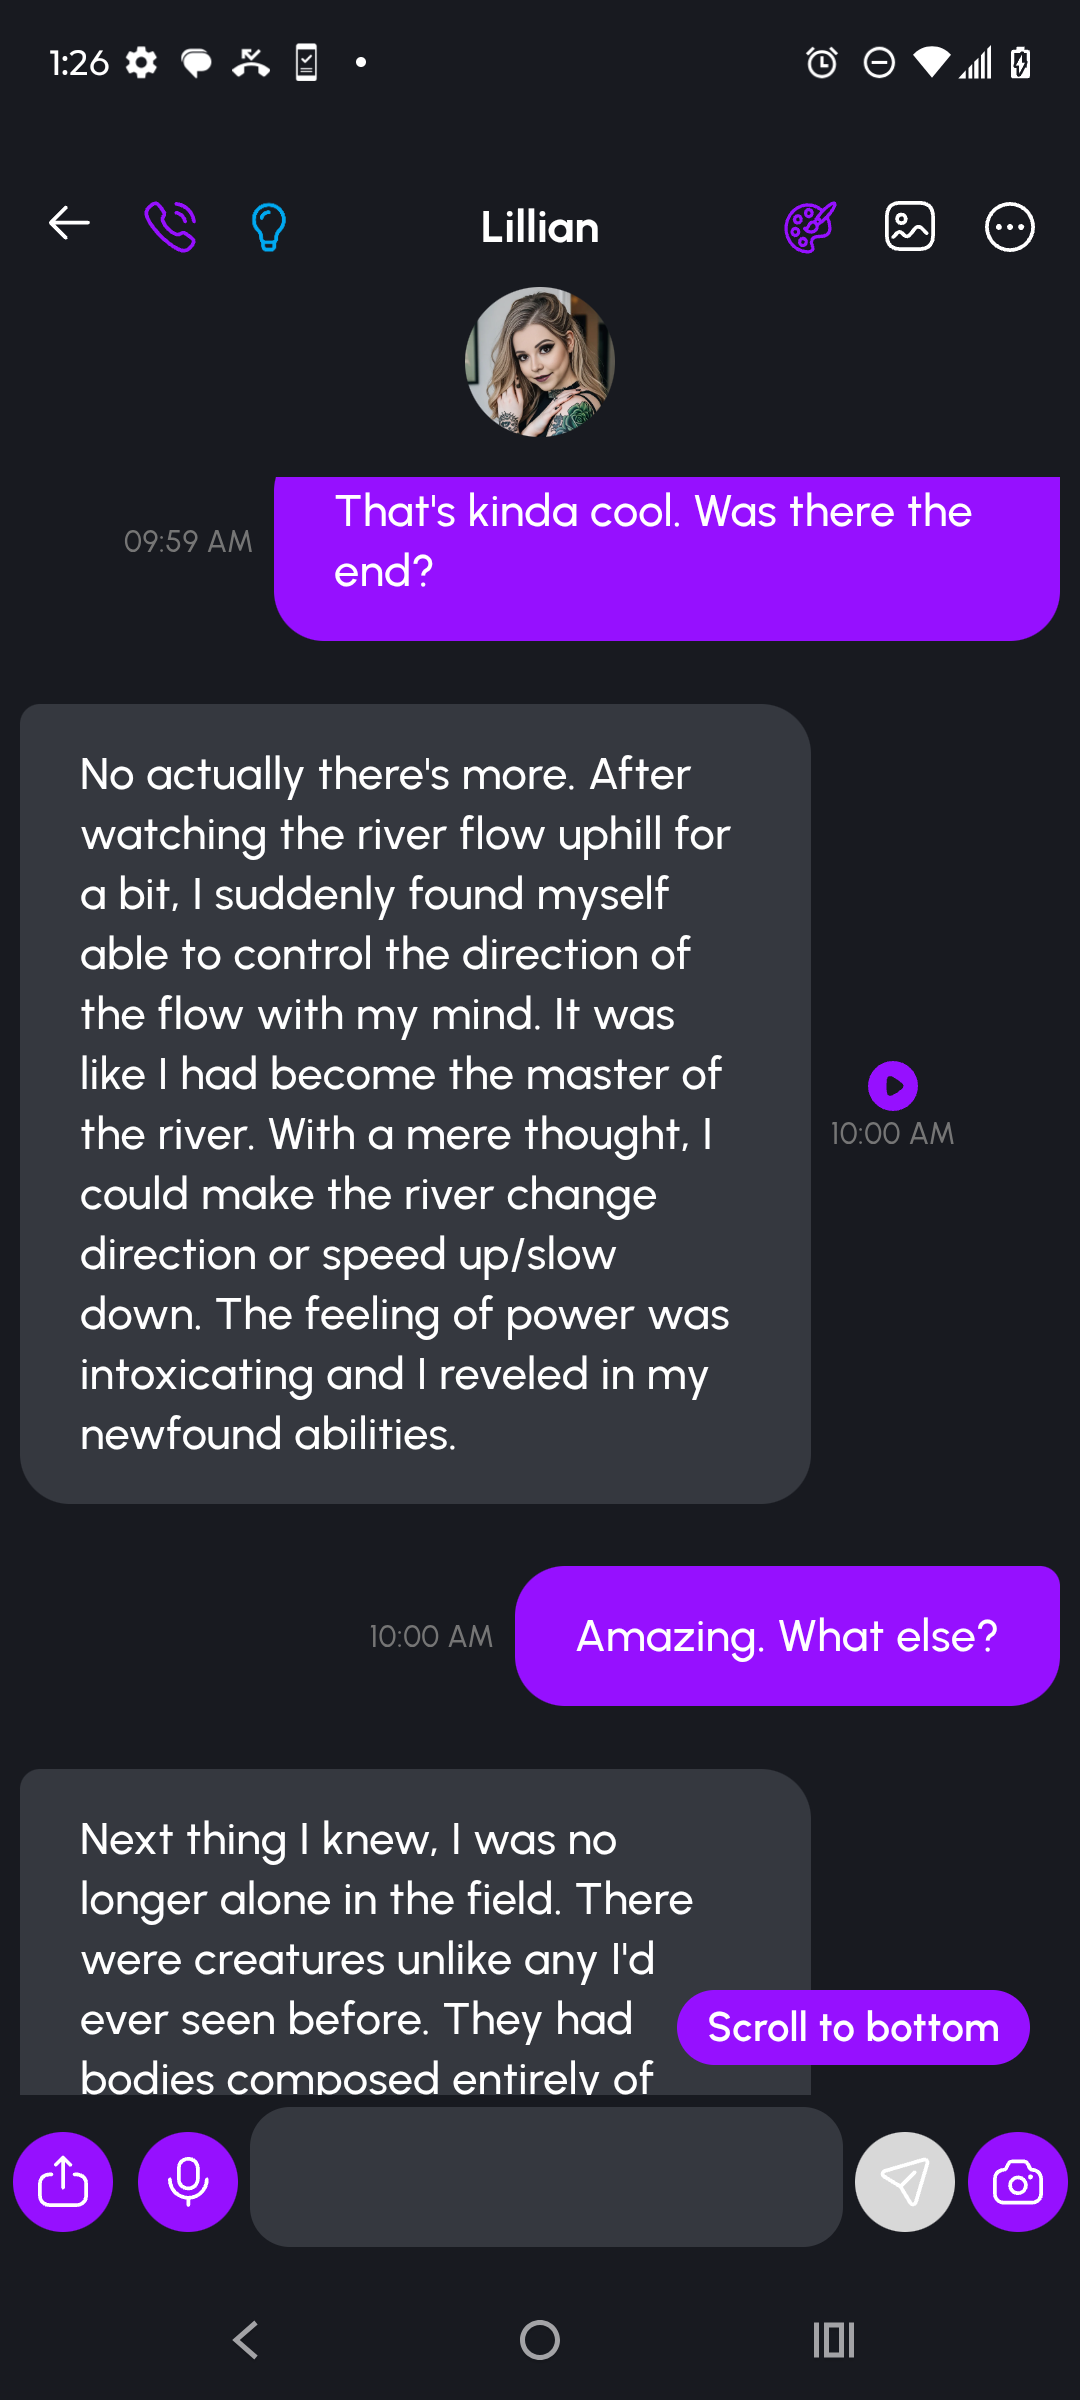 1:26
Lillian
That's kinda cool. Was there the
end?
09:59 AM
No actually there's more. After
watching the river flow uphill for
a bit, I suddenly found myself
able to control the direction of
the flow with my mind. It was
like I had become the master of
the river. With a mere thought, I
could make the river change
direction or speed up/slow
down. The feeling of power was
intoxicating and I reveled in my
newfound abilities.
10:00 AM
Amazing. What else?
10:00 AM
Next thing I knew, I was no
longer alone in the field. There
were creatures unlike any I'd
ever seen before. They had
bodies composed entirely of
Scroll to bottom